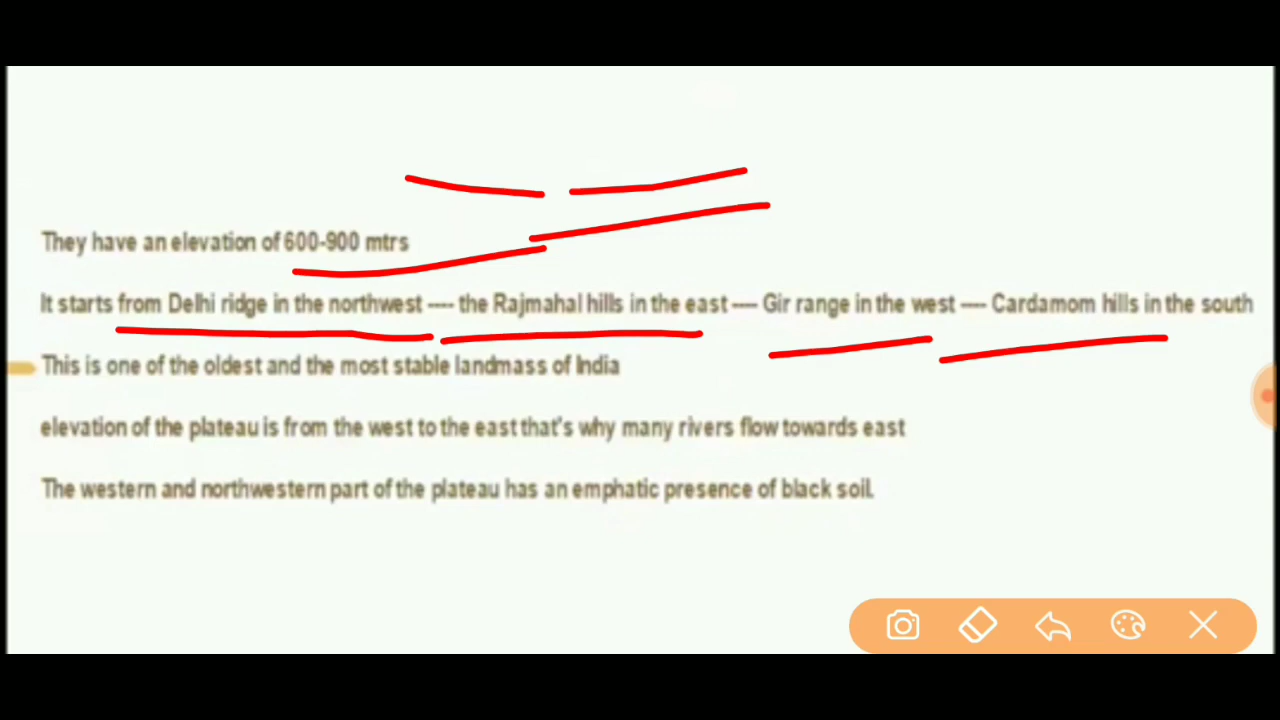 They have an elevation of 600-900 mtrs
It starts from Delhi ridge in the northwest ---- the Rajmahal hills in the east ---- Gir range in the west ---- Cardamom hills in the south
This is one of the oldest and the most stable landmass of India
elevation of the plateau is from the west to the east that's why many rivers flow towards east
The western and northwestern part of the plateau has an emphatic presence of black soil.